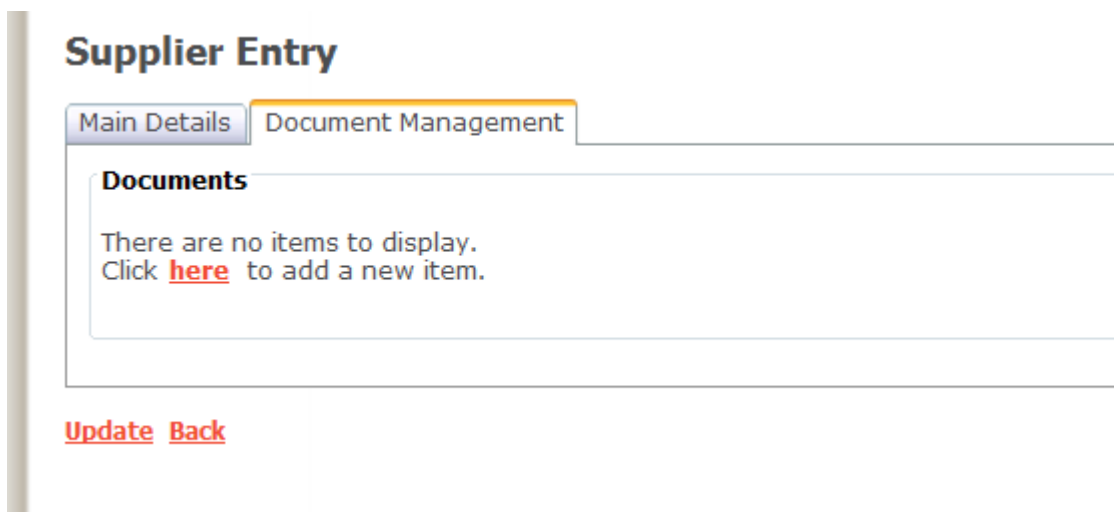 Supplier Entry
Main Details Document Management
Documents
There are no items to display.
Click here to add a new item.
Update Back